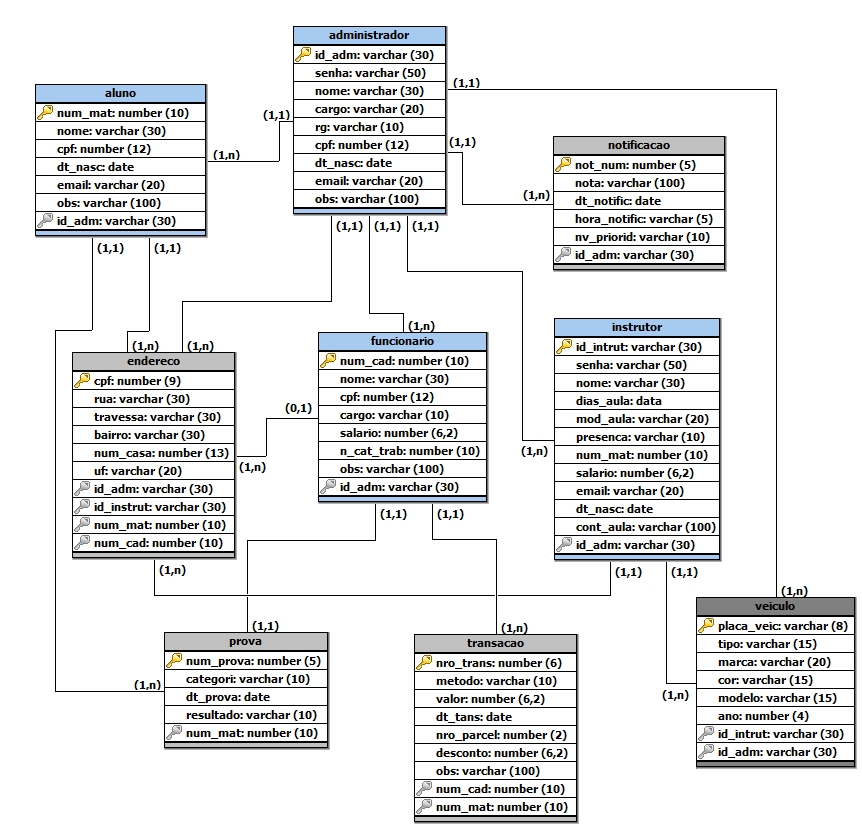 administrador
id_adm: varchar (30)
senha: varchar (50)
nome: varchar (30)
cargo: varchar (20)
rg: varchar (10)
cpf: number (12)
dt_nasc: date
email: varchar (20)
obs: varchar (100)
aluno
num_mat: number (10)
nome: varchar (30)
cpf: number (12)
dt_nasc: date
email: varchar (20)
obs: varchar (100)
id_adm: varchar (30)
(1,1)
(1,n)
(1,1)
(1,1)
(1,n)
notificacao
not_num: number (5)
nota: varchar (100)
dt_notific: date
hora_notific: varchar (5)
nv_priorid: varchar (10)
id_adm: varchar (30)
(1,1)
(1,1)
(1,1)
(1,1)
(1,1)
(1,n)
(1,n)
(1,n)
endereco
cpf: number (9)
rua: varchar (30)
travessa: varchar (30)
bairro: varchar (30)
num_casa: number (13)
uf: varchar (20)
id_adm: varchar (30)
id_instrut: varchar (30)
num_mat: number (10)
num_cad: number (10)
(0,1)
(1,n)
funcionario
num_cad: number (10)
nome: varchar (30)
cpf: number (12)
cargo: varchar (10)
salario: number (6,2)
n_cat_trab: number (10)
obs: varchar (100)
id_adm: varchar (30)
(1,n)
instrutor
id_intrut: varchar (30)
senha: varchar (50)
nome: varchar (30)
dias_aula: data
mod_aula: varchar (20)
presenca: varchar (10)
num_mat: number (10)
salario: number (6,2)
email: varchar (20)
dt_nasc: date
cont_aula: varchar (100)
id_adm: varchar (30)
(1,1)
(1,1)
(1,n)
(1,1)
(1,1)
(1,n)
(1,1)
(1,n)
(1,n)
(1,n)
prova
num_prova: number (5)
categori: varchar (10)
dt_prova: date
resultado: varchar (10)
num_mat: number (10)
transacao
nro_trans: number (6)
metodo: varchar (10)
valor: number (6,2)
dt_tans: date
nro_parcel: number (2)
desconto: number (6,2)
obs: varchar (100)
num_cad: number (10)
num_mat: number (10)
veiculo
placa_veic: varchar (8)
tipo: varchar (15)
marca: varchar (20)
cor: varchar (15)
modelo: varchar (15)
ano: number (4)
id_intrut: varchar (30)
id_adm: varchar (30)